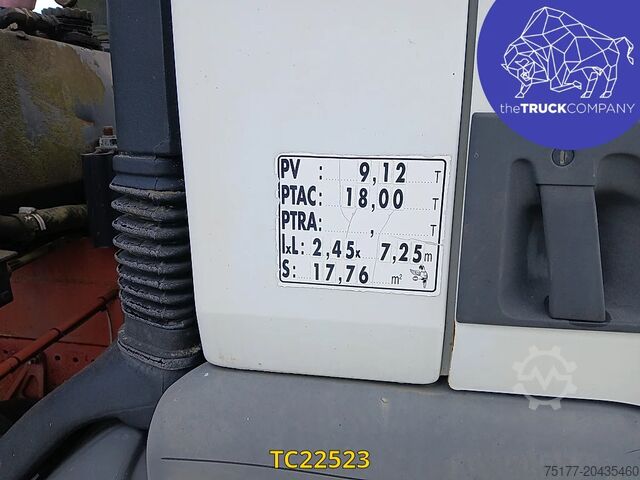 theTRUCKCOMPANY
PV : 9,12 T
PTAC: 18,00 T
PTRA: , T
lxL: 2,45x 7,25m
S: 17,76 m²
TC22523
75177-20435460